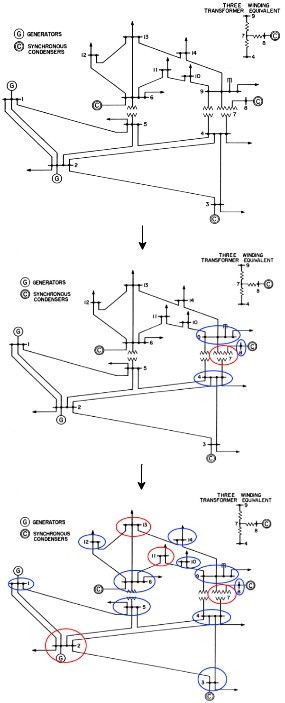 THREE WINDING
TRANSFORMER EQUIVALENT
9
7
8
C
4
G GENERATORS
C SYNCHRONOUS
CONDENSERS
13
14
12
11
10
9
C
6
7
8
C
G
1
5
4
2
G
3
C
THREE WINDING
TRANSFORMER EQUIVALENT
9
7
8
C
4
G GENERATORS
C SYNCHRONOUS
CONDENSERS
13
14
12
11
10
9
C
6
7
8
C
G
1
5
4
2
G
3
C
THREE WINDING
TRANSFORMER EQUIVALENT
9
7
8
C
4
G GENERATORS
C SYNCHRONOUS
CONDENSERS
13
14
12
11
10
9
C
6
7
8
C
G
1
5
4
2
G
3
C